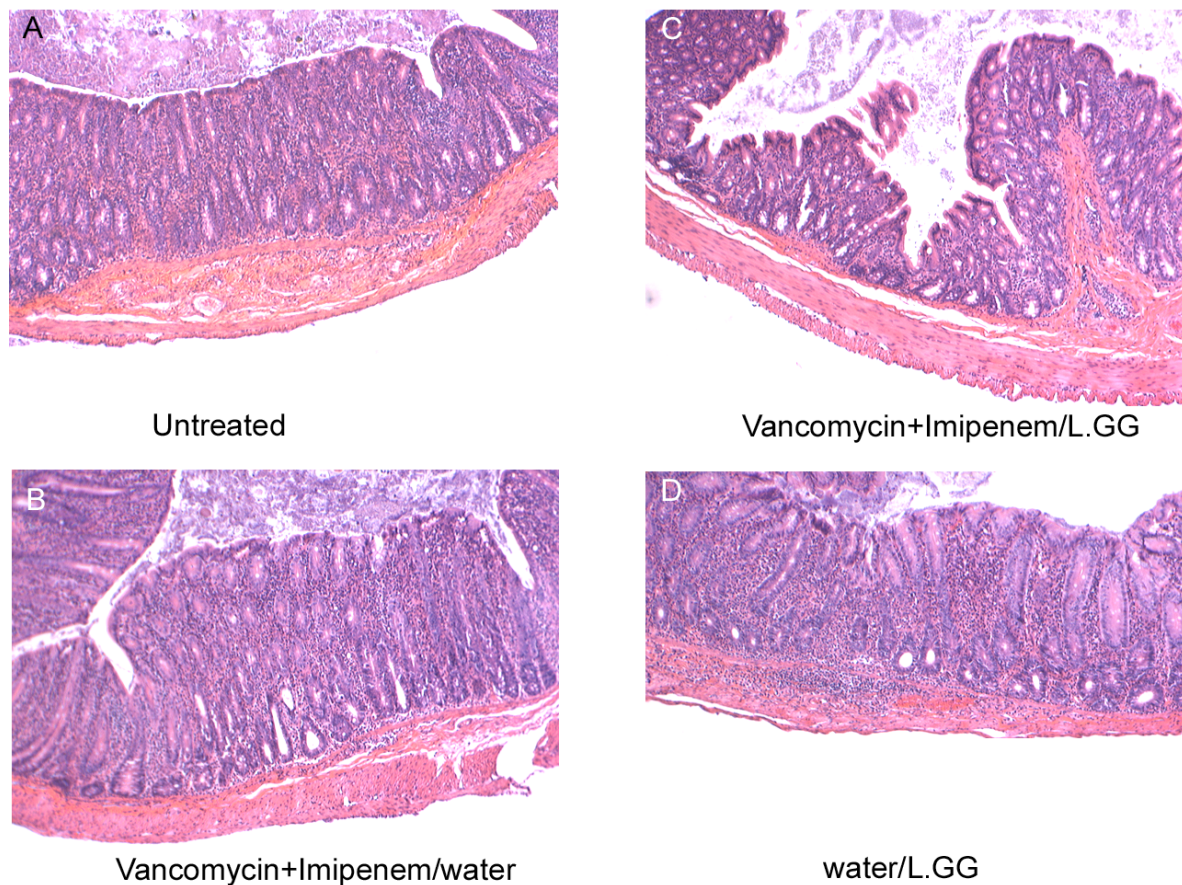 A
Untreated
B
Vancomycin+Imipenem/water
C
Vancomycin+Imipenem/L.GG
D
water/L.GG